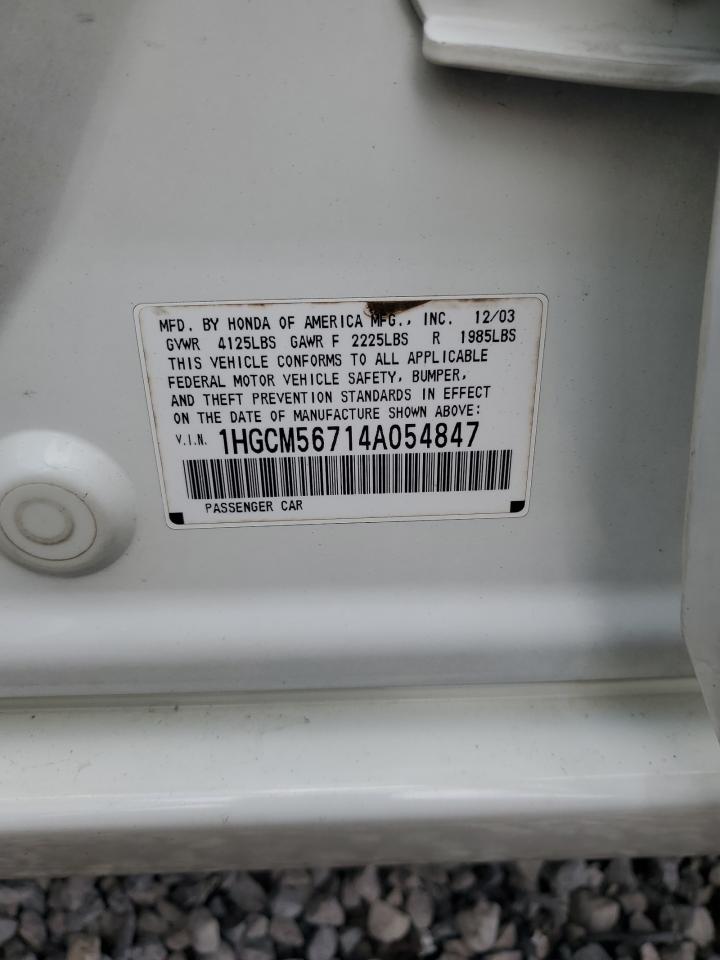 MFD. BY HONDA OF AMERICA MFG., INC. 12/03
GVWR 4125LBS GAWR F 2225LBS R 1985LBS
THIS VEHICLE CONFORMS TO ALL APPLICABLE
FEDERAL MOTOR VEHICLE SAFETY, BUMPER,
AND THEFT PREVENTION STANDARDS IN EFFECT
ON THE DATE OF MANUFACTURE SHOWN ABOVE:
V.I.N. 1HGCM56714A054847
PASSENGER CAR